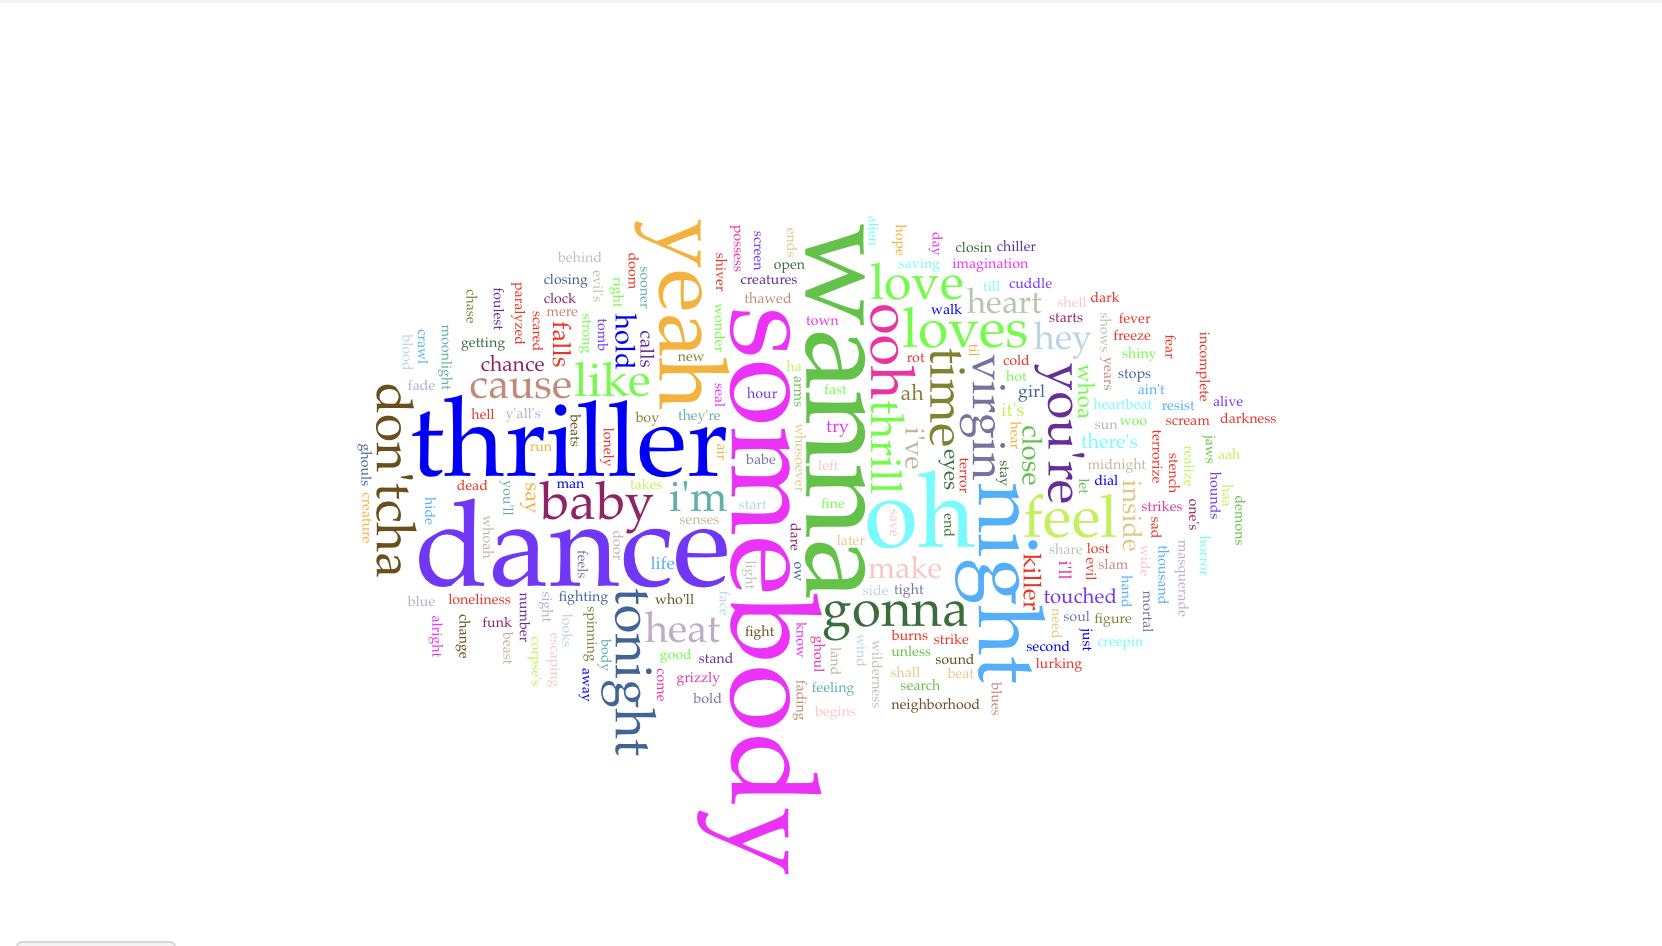 somebody
wanna
thriller
dance
night
oh
yeah
don'tcha
tonight
gonna
baby
feel
love
loves
like
cause
i'm
heat
make
ooh
thrill
time
virgin
you're
heart
hey
hold
falls
chance
i've
ah
eyes
close
inside
killer
touched
say
there's
whoa
it's
girl
try
alien
hope
day
closin
chiller
saving
imagination
till
cuddle
shell
dark
walk
starts
shows
fever
freeze
fear
incomplete
shiny
years
stops
ain't
alive
heartbeat
resist
sun
woo
scream
darkness
town
til
rot
cold
hot
hear
terror
stay
midnight
terrorize
stench
realize
jaws
aah
hounds
haa
demons
let
dial
strikes
one's
sad
share
lost
evil
slam
i'll
wide
thousand
masquerade
horror
hand
mortal
need
soul
figure
just
creepin
second
lurking
behind
doom
sooner
shiver
possess
screen
ends
open
creatures
thawed
closing
evil's
right
clock
mere
chase
foulest
paralyzed
scared
strong
tomb
calls
wonder
new
blood
crawl
moonlight
getting
fade
hell
y'all's
beats
lonely
boy
they're
seal
hour
ha
arms
fast
run
air
babe
whosoever
left
ghouls
creature
dead
hide
you'll
man
takes
whoah
senses
start
fine
save
end
door
dare
later
feels
life
light
ow
side
tight
blue
loneliness
number
sight
fighting
who'll
face
fight
know
alright
change
funk
beast
corpse's
looks
escaping
spinning
body
away
good
stand
come
grizzly
bold
ghoul
land
wind
wilderness
burns
strike
unless
sound
shall
beat
search
neighborhood
blues
fading
feeling
begins